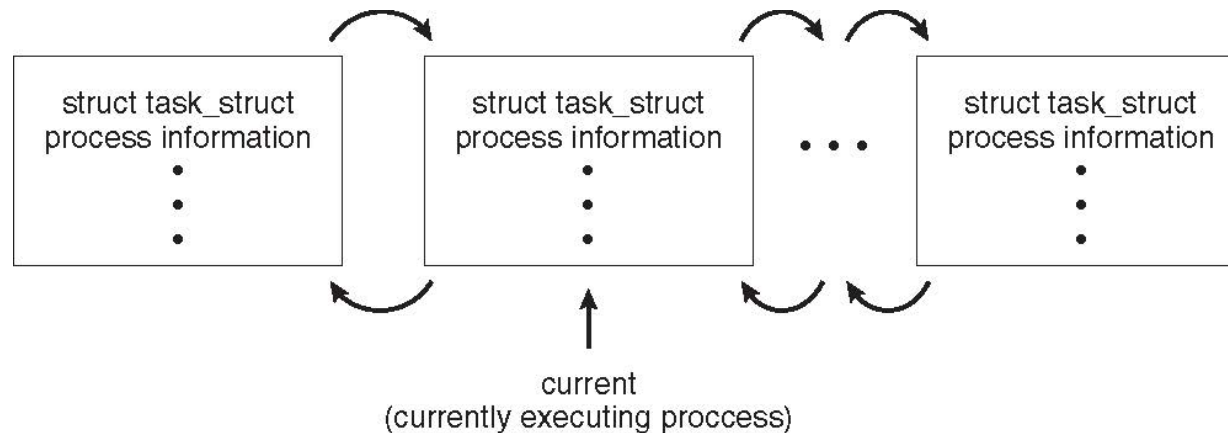 struct task_struct
process information
struct task_struct
process information
struct task_struct
process information
current
(currently executing proccess)